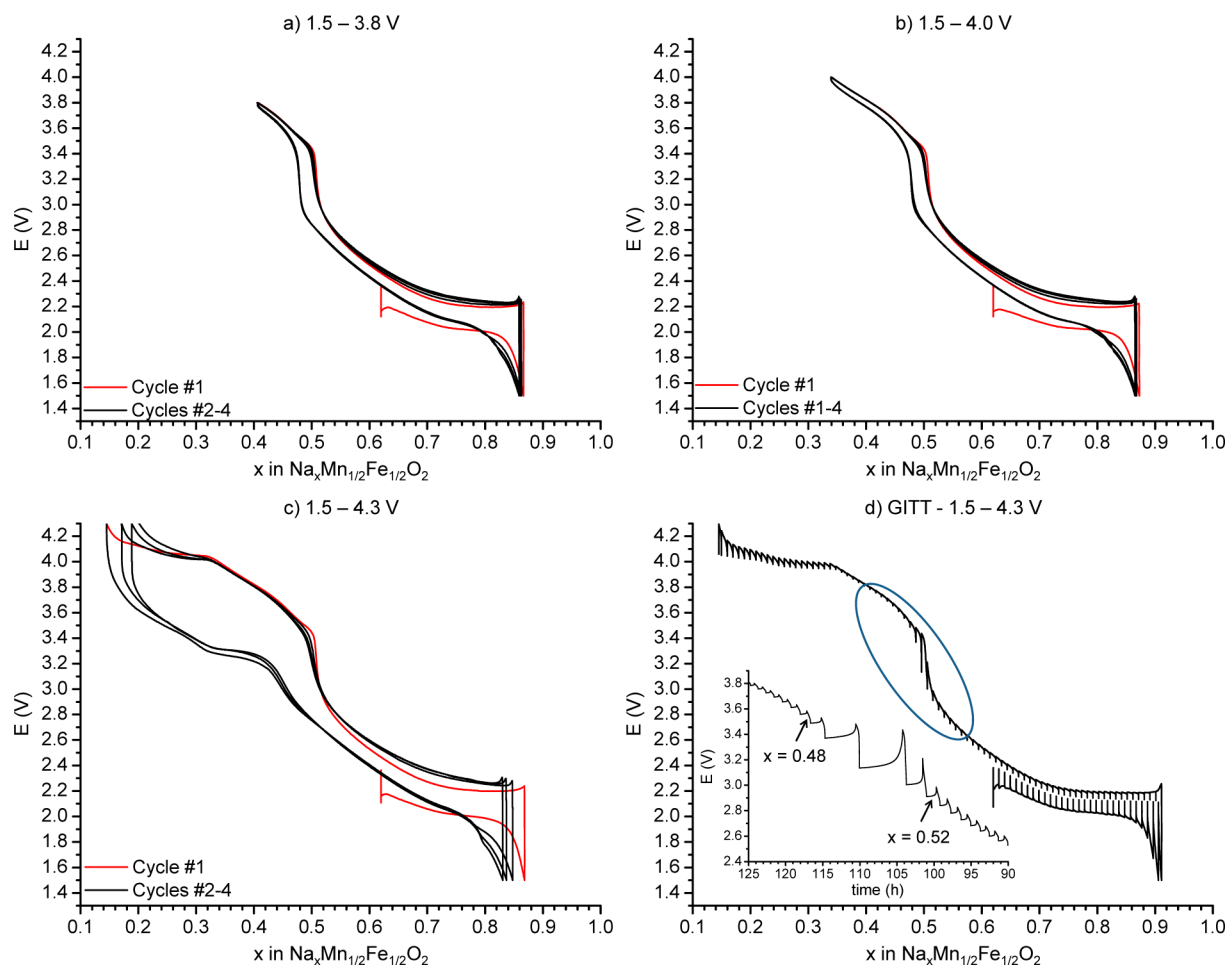 a) 1.5 – 3.8 V
4.2
4.0
3.8
3.6
3.4
3.2
3.0
2.8
2.6
2.4
2.2
2.0
1.8
1.6
1.4
E (V)
Cycle #1
Cycles #2-4
0.1 0.2 0.3 0.4 0.5 0.6 0.7 0.8 0.9 1.0
x in NaxMn1/2Fe1/2O2
b) 1.5 – 4.0 V
4.2
4.0
3.8
3.6
3.4
3.2
3.0
2.8
2.6
2.4
2.2
2.0
1.8
1.6
1.4
E (V)
Cycle #1
Cycles #1-4
0.1 0.2 0.3 0.4 0.5 0.6 0.7 0.8 0.9 1.0
x in NaxMn1/2Fe1/2O2
c) 1.5 – 4.3 V
4.2
4.0
3.8
3.6
3.4
3.2
3.0
2.8
2.6
2.4
2.2
2.0
1.8
1.6
1.4
E (V)
Cycle #1
Cycles #2-4
0.1 0.2 0.3 0.4 0.5 0.6 0.7 0.8 0.9 1.0
x in NaxMn1/2Fe1/2O2
d) GITT - 1.5 – 4.3 V
4.2
4.0
3.8
3.6
3.4
3.2
3.0
2.8
2.6
2.4
2.2
2.0
1.8
1.6
1.4
E (V)
3.8
3.6
3.4
3.2
3.0
2.8
2.6
2.4
E (V)
x = 0.48
x = 0.52
125 120 115 110 105 100 95 90
time (h)
0.1 0.2 0.3 0.4 0.5 0.6 0.7 0.8 0.9 1.0
x in NaxMn1/2Fe1/2O2